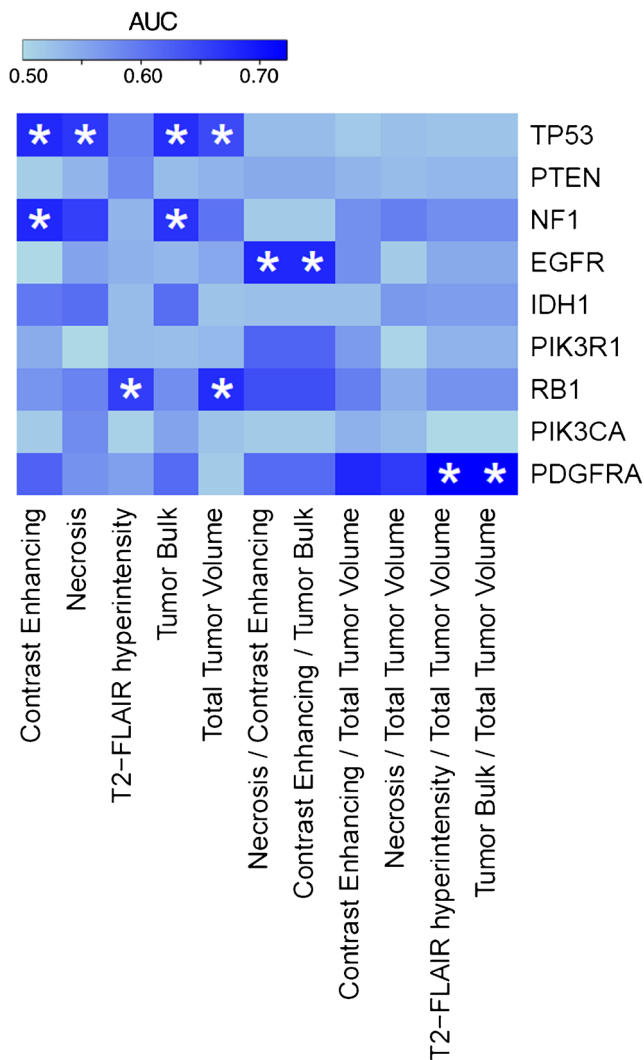 AUC
0.50 0.60 0.70
* * * * TP53
PTEN
* * NF1
* * EGFR
IDH1
PIK3R1
* * RB1
PIK3CA
* * PDGFRA
Contrast Enhancing
Necrosis
T2−FLAIR hyperintensity
Tumor Bulk
Total Tumor Volume
Necrosis / Contrast Enhancing
Contrast Enhancing / Tumor Bulk
Contrast Enhancing / Total Tumor Volume
Necrosis / Total Tumor Volume
T2−FLAIR hyperintensity / Total Tumor Volume
Tumor Bulk / Total Tumor Volume